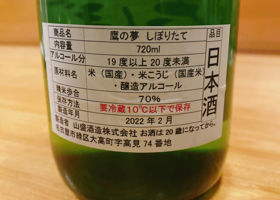 商品名 鷹の夢 しぼりたて 品目
内容量 720ml 日本酒
アルコール分 19度以上20度未満
原材料名 米(国産)・米こうじ(国産米)
・醸造アルコール
精米歩合 70%
保存方法 要冷蔵10℃以下で保存
製造年月 2022年2月
製造者 山盛酒造株式会社 お酒は20歳になってから。
名古屋市緑区大高町字高見74番地